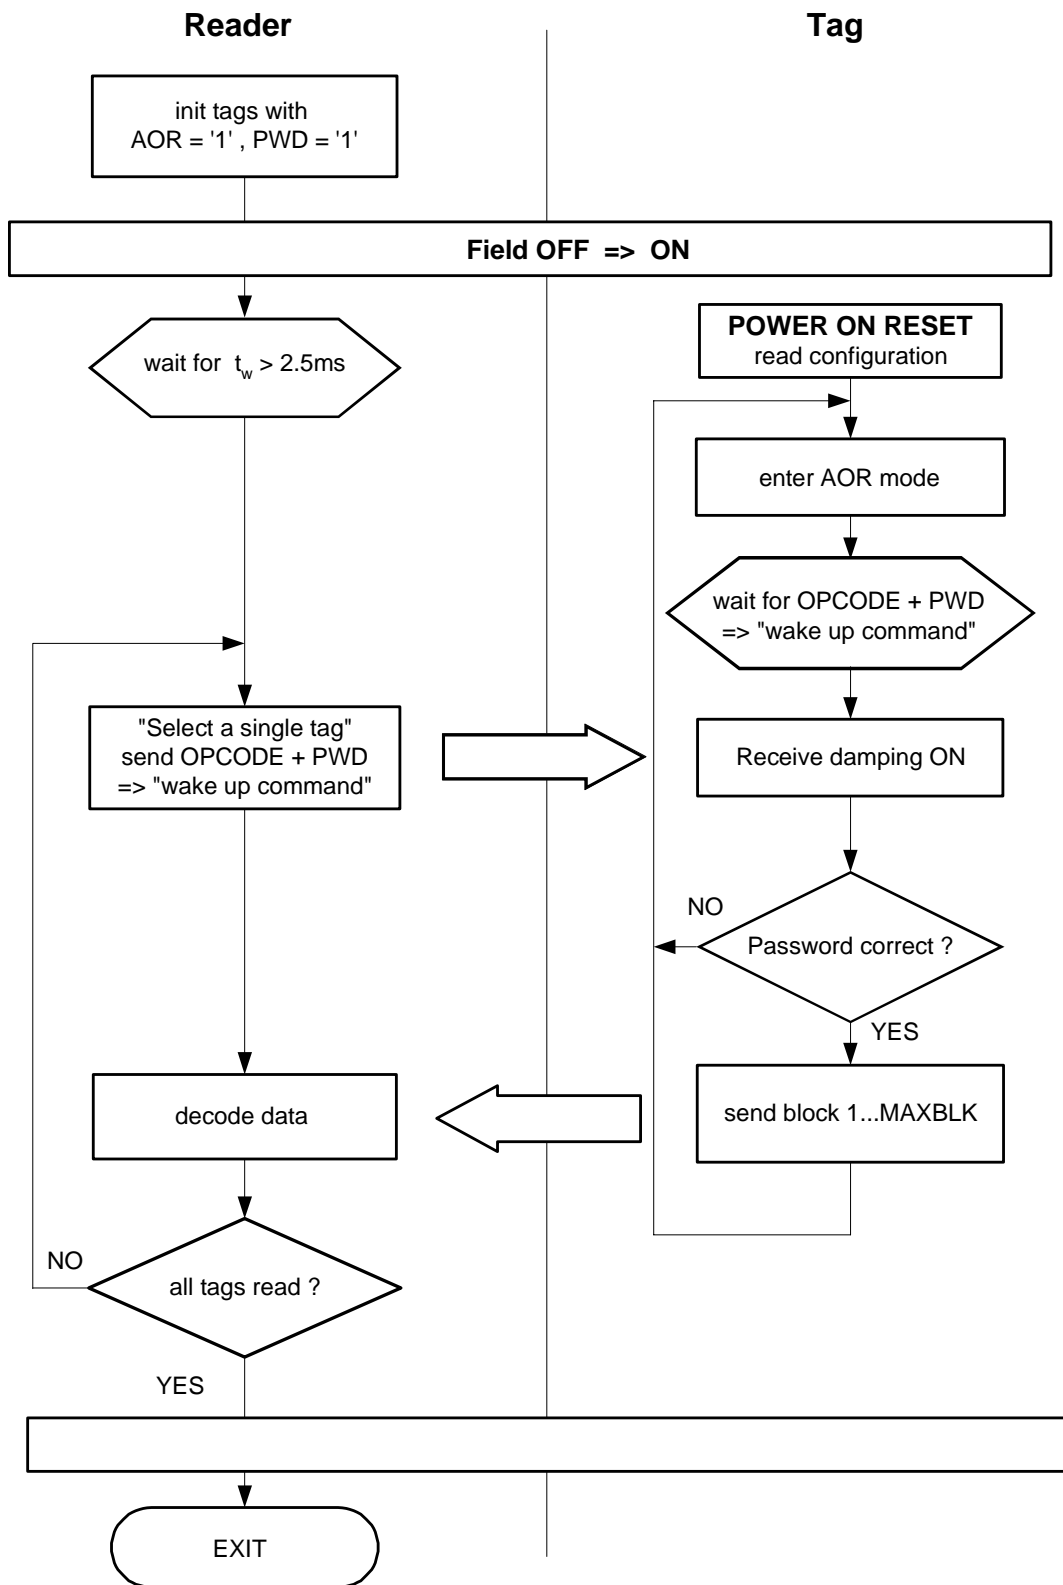 Reader
Tag
init tags with
AOR = '1' , PWD = '1'
Field OFF => ON
wait for tw > 2.5ms
POWER ON RESET
read configuration
enter AOR mode
wait for OPCODE + PWD
=> "wake up command"
"Select a single tag"
send OPCODE + PWD
=> "wake up command"
Receive damping ON
NO
Password correct ?
YES
decode data
send block 1...MAXBLK
NO
all tags read ?
YES
EXIT